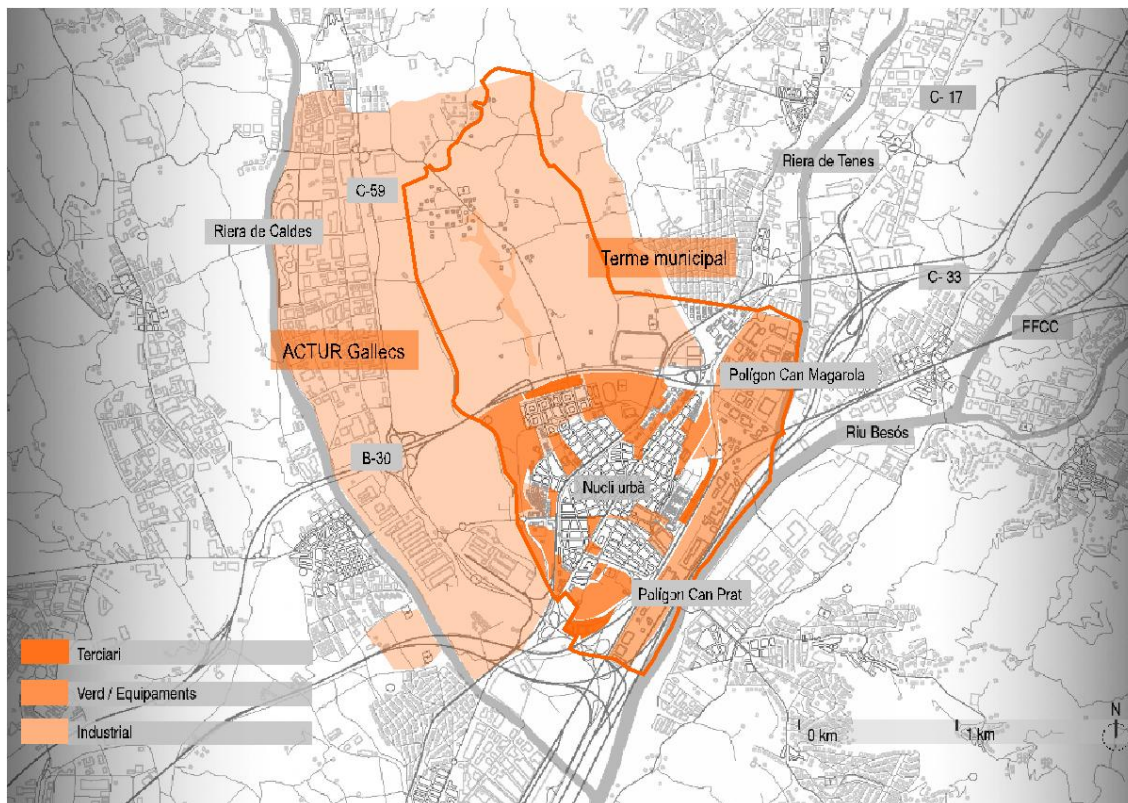 C- 17
Riera de Tenes
C-59
Riera de Caldes
Terme municipal
C- 33
FFCC
ACTUR Gallecs
Polígon Can Magarola
Riu Besós
B-30
Nucli urbà
Polígon Can Prat
Terciari
Verd / Equipaments
Industrial
N
0 km
1 km